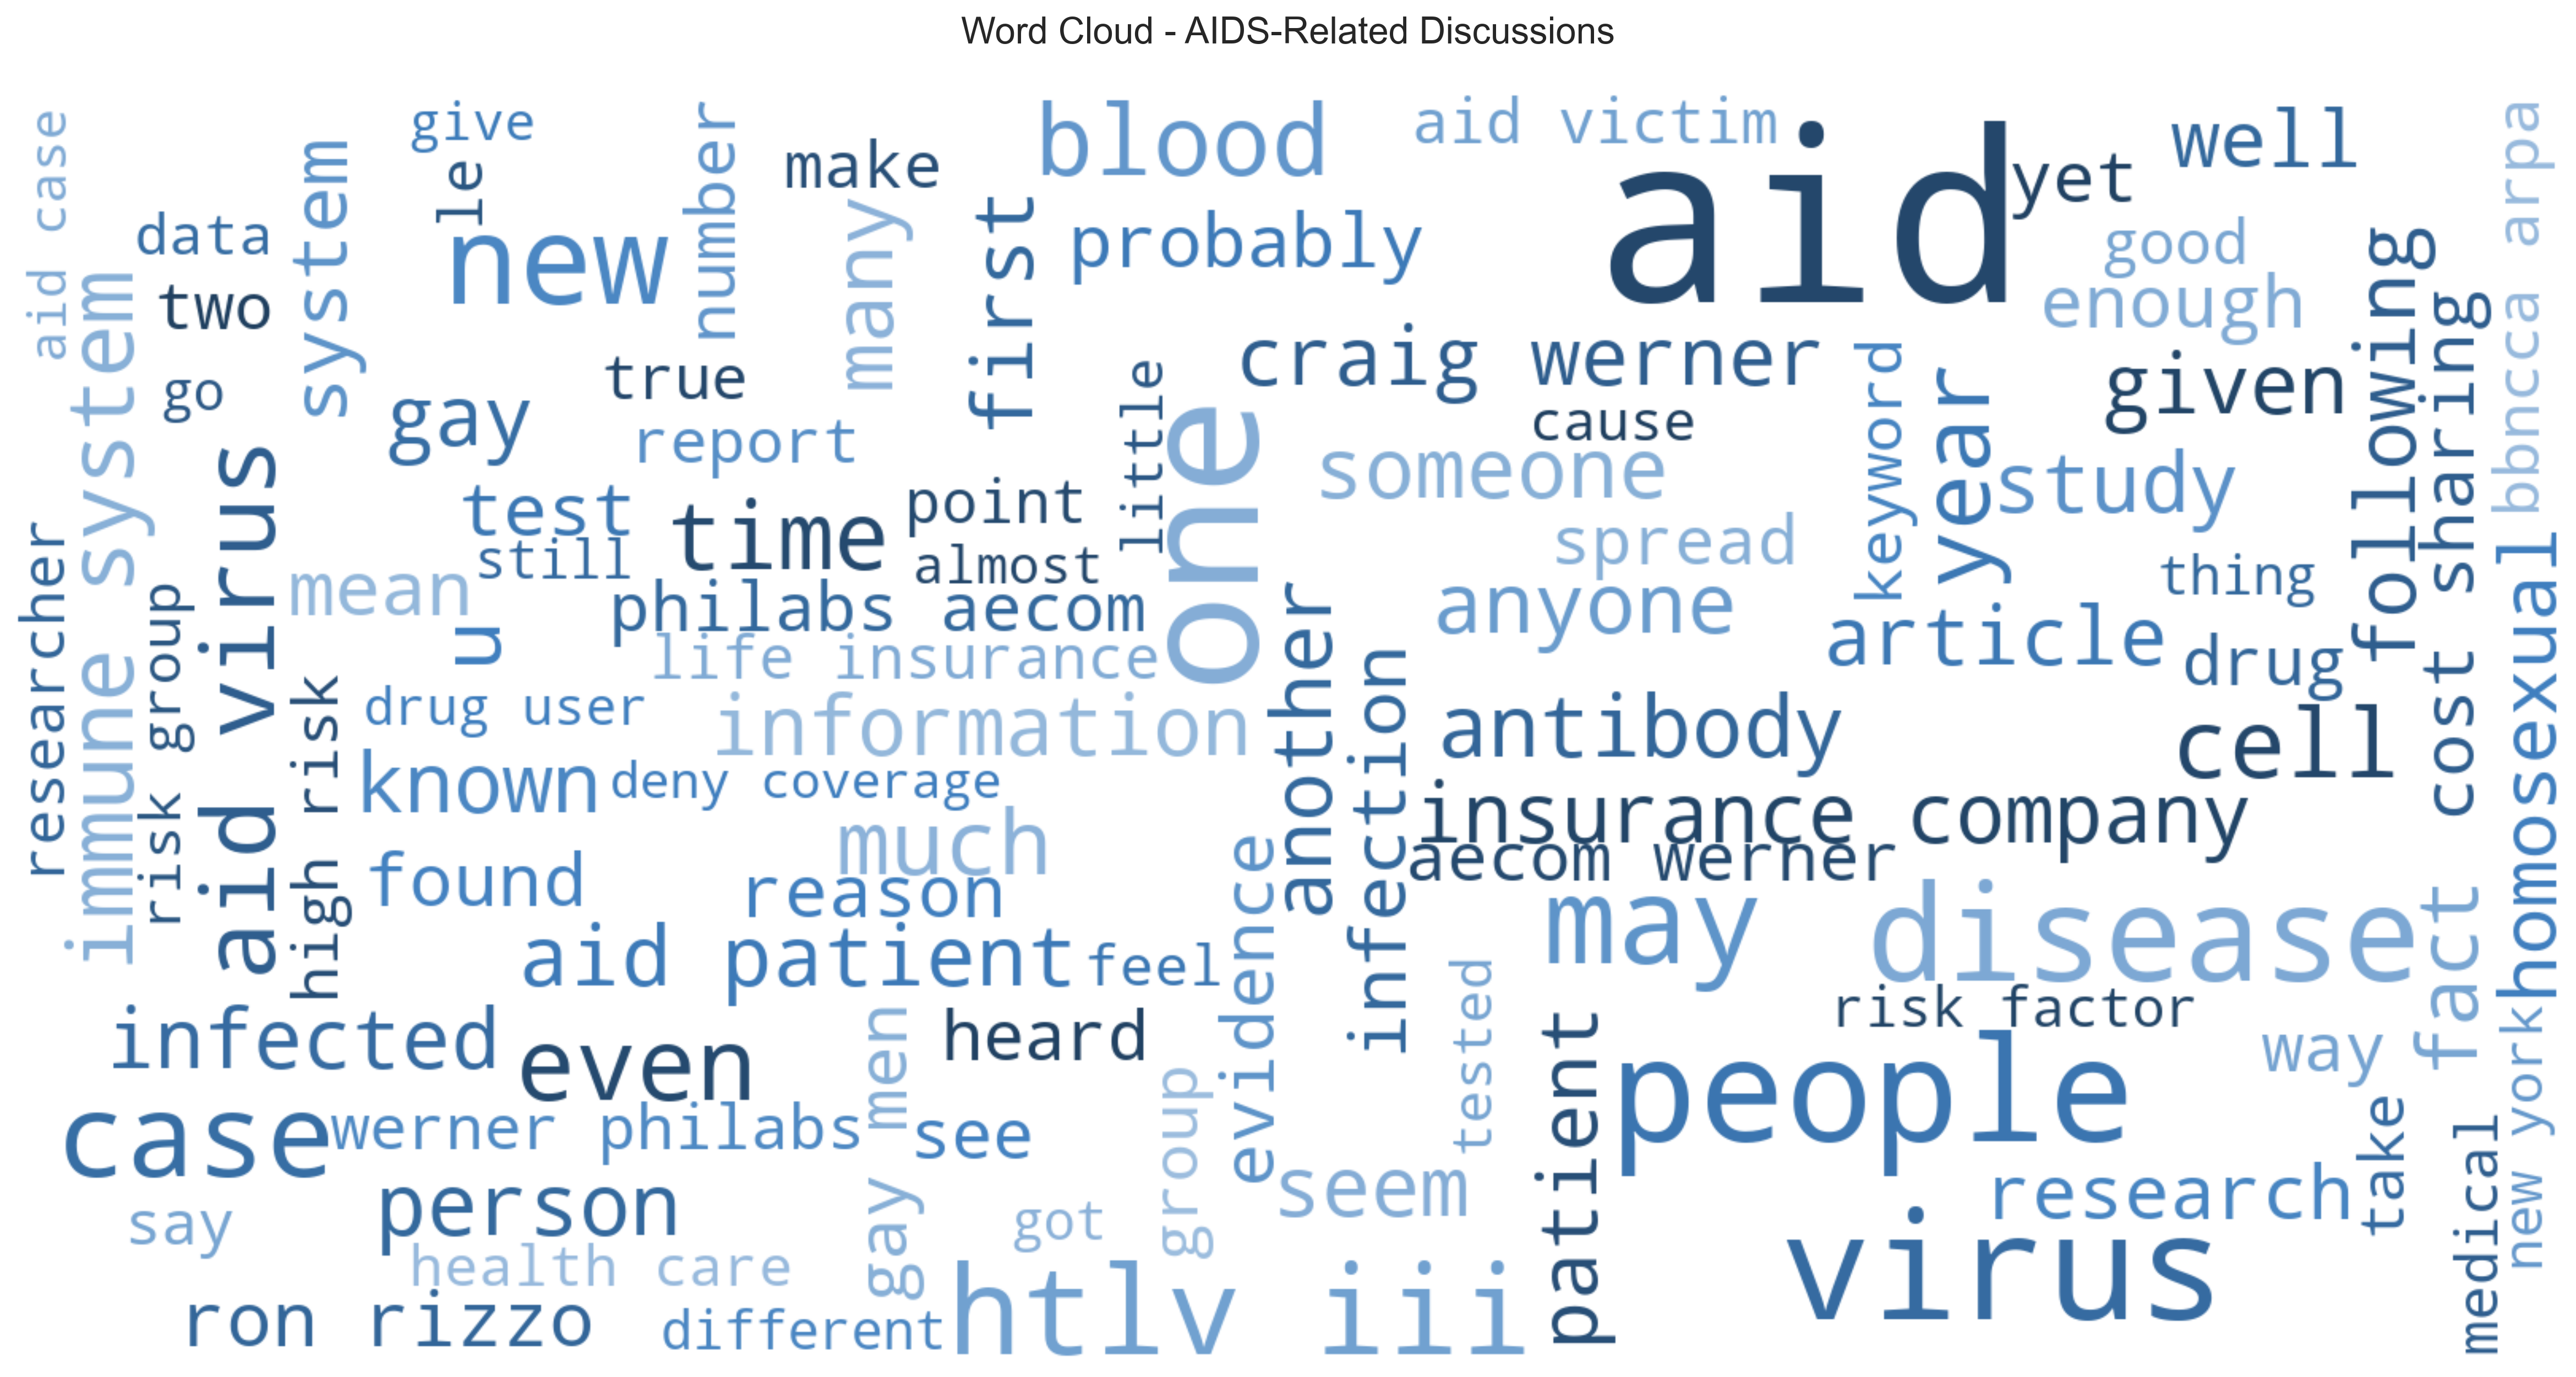 Word Cloud - AIDS-Related Discussions
aid case
give
le
system
number
make
blood
aid victim
aid
yet
well
bbncca arpa
data
new
many
first
probably
good
two
enough
following
immune system
go
true
craig werner
keyword
year
given
cost sharing
gay
report
little
one
cause
someone
study
aid virus
test
time
point
still
almost
spread
thing
researcher
mean
philabs aecom
anyone
risk group
u
life insurance
another
article
drug
homosexual
high risk
drug user
information
infection
antibody
cell
known
deny coverage
insurance company
much
evidence
aecom werner
found
reason
may
disease
fact
aid patient
feel
tested
risk factor
infected
even
men
heard
patient
people
way
new york
case
werner philabs
see
group
take
medical
person
gay
seem
research
say
got
virus
health care
htlv iii
ron rizzo
different